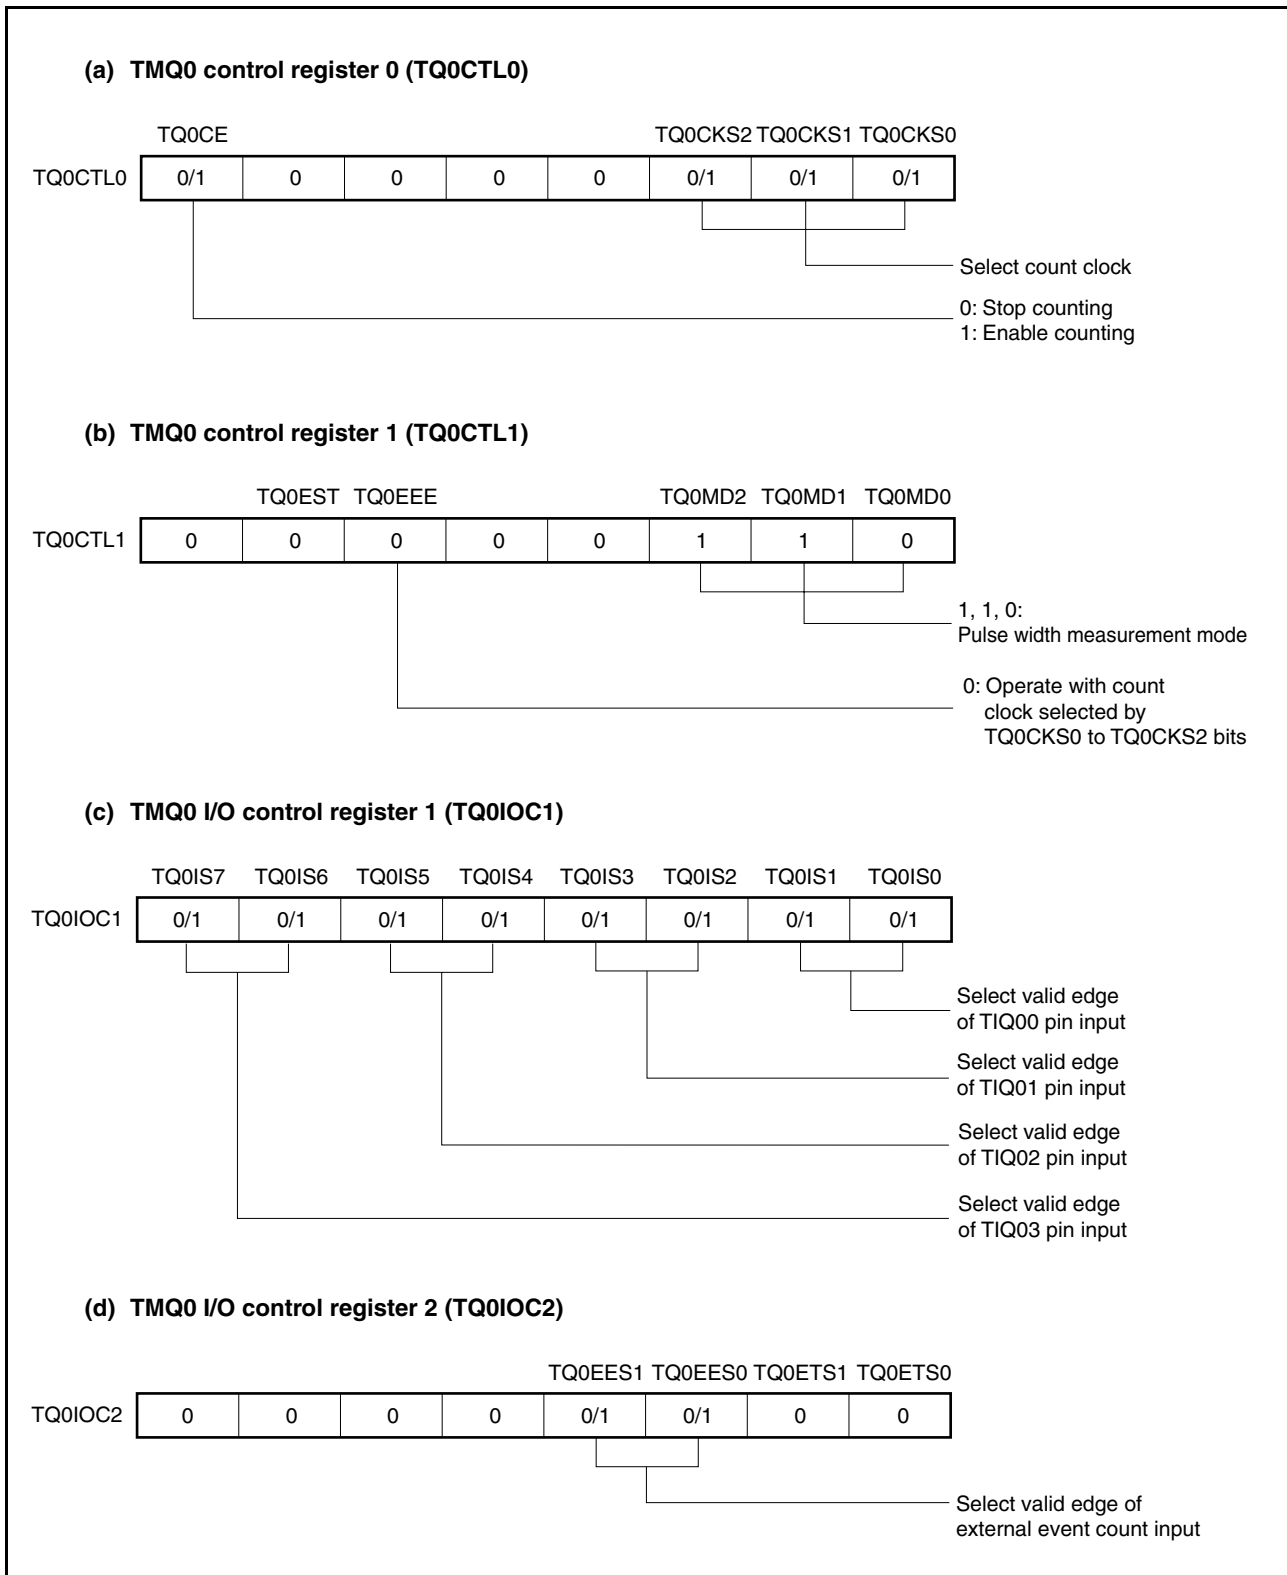 (a) TMQ0 control register 0 (TQ0CTL0)
TQ0CE TQ0CKS2 TQ0CKS1 TQ0CKS0
TQ0CTL0 0/1 0 0 0 0 0/1 0/1 0/1
Select count clock
0: Stop counting
1: Enable counting
(b) TMQ0 control register 1 (TQ0CTL1)
TQ0EST TQ0EEE TQ0MD2 TQ0MD1 TQ0MD0
TQ0CTL1 0 0 0 0 0 1 1 0
1, 1, 0:
Pulse width measurement mode
0: Operate with count
clock selected by
TQ0CKS0 to TQ0CKS2 bits
(c) TMQ0 I/O control register 1 (TQ0IOC1)
TQ0IS7 TQ0IS6 TQ0IS5 TQ0IS4 TQ0IS3 TQ0IS2 TQ0IS1 TQ0IS0
TQ0IOC1 0/1 0/1 0/1 0/1 0/1 0/1 0/1 0/1
Select valid edge
of TIQ00 pin input
Select valid edge
of TIQ01 pin input
Select valid edge
of TIQ02 pin input
Select valid edge
of TIQ03 pin input
(d) TMQ0 I/O control register 2 (TQ0IOC2)
TQ0EES1 TQ0EES0 TQ0ETS1 TQ0ETS0
TQ0IOC2 0 0 0 0 0/1 0/1 0 0
Select valid edge of
external event count input